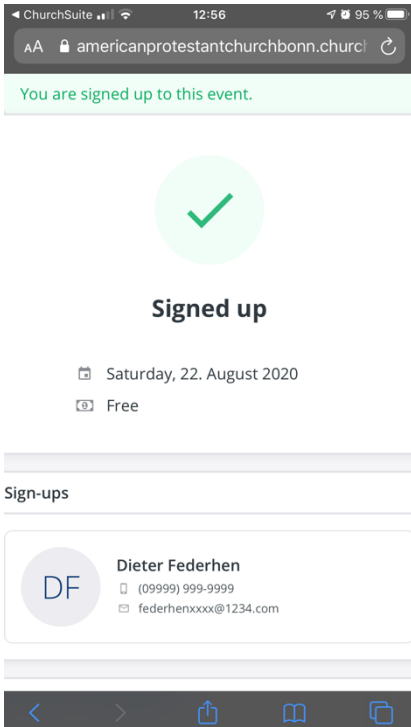 ChurchSuite 12:56 95 %
AA americanprotestantchurchbonn.churcl
You are signed up to this event.
Signed up
Saturday, 22. August 2020
Free
Sign-ups
DF
Dieter Federhen
(09999) 999-9999
federhenxxxx@1234.com